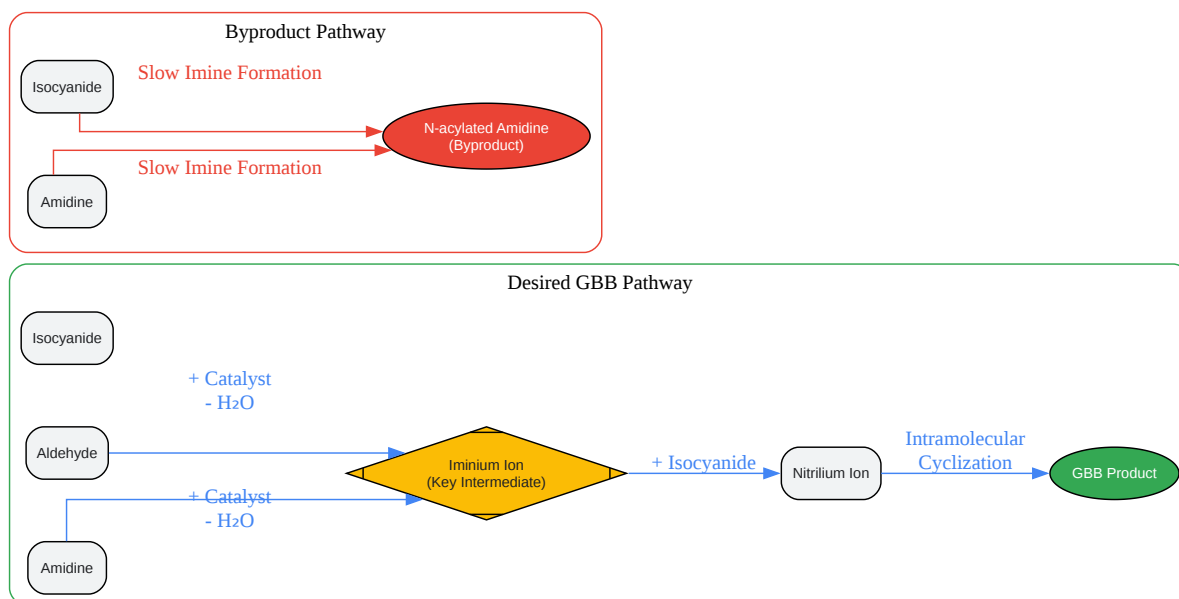 Byproduct Pathway
Isocyanide
Slow Imine Formation
N-acylated Amidine
(Byproduct)
Slow Imine Formation
Amidine
Desired GBB Pathway
Isocyanide
+ Catalyst
- H₂O
Aldehyde
Iminium Ion
(Key Intermediate)
+ Isocyanide
Nitrilium Ion
Intramolecular
Cyclization
GBB Product
+ Catalyst
- H₂O
Amidine